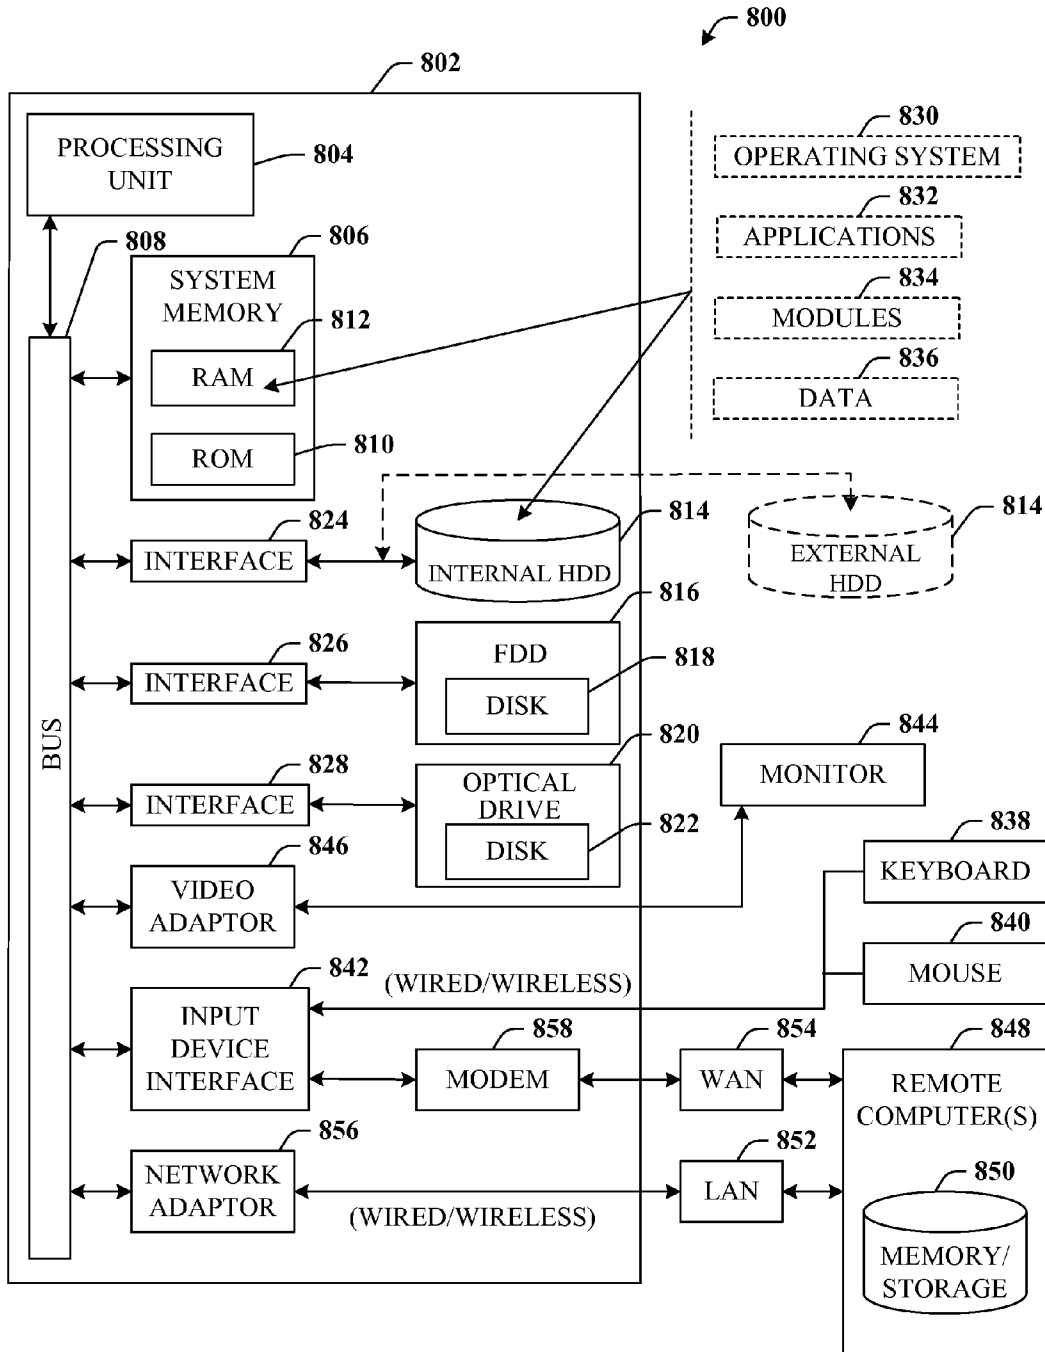 800
802
PROCESSING
UNIT
804
830
OPERATING SYSTEM
832
APPLICATIONS
834
MODULES
836
DATA
808
806
SYSTEM
MEMORY
812
RAM
810
ROM
824
INTERFACE
814
INTERNAL HDD
814
EXTERNAL
HDD
816
FDD
818
DISK
826
INTERFACE
BUS
820
OPTICAL
DRIVE
822
DISK
828
INTERFACE
844
MONITOR
846
VIDEO
ADAPTOR
838
KEYBOARD
840
MOUSE
842
INPUT
DEVICE
INTERFACE
(WIRED/WIRELESS)
858
MODEM
854
WAN
848
REMOTE
COMPUTER(S)
856
NETWORK
ADAPTOR
(WIRED/WIRELESS)
852
LAN
850
MEMORY/
STORAGE